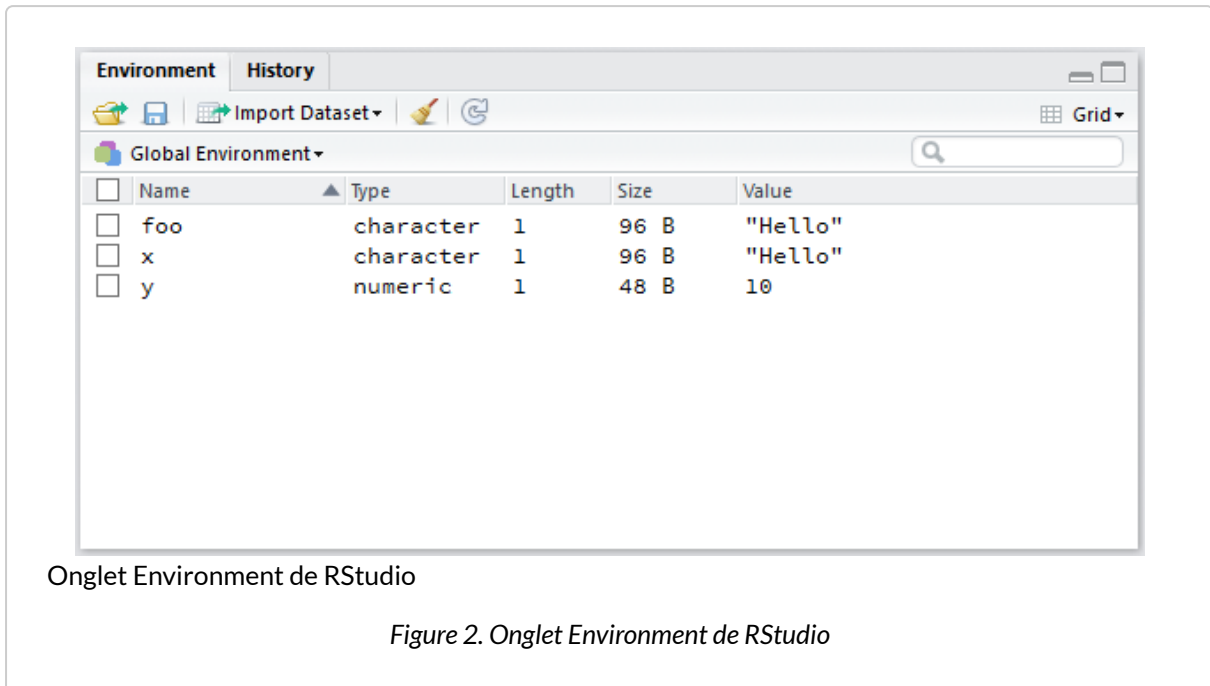 Environment History
Import Dataset Grid
Global Environment
Name Type Length Size Value
foo character 1 96 B "Hello"
x character 1 96 B "Hello"
y numeric 1 48 B 10
Onglet Environment de RStudio
Figure 2. Onglet Environment de RStudio